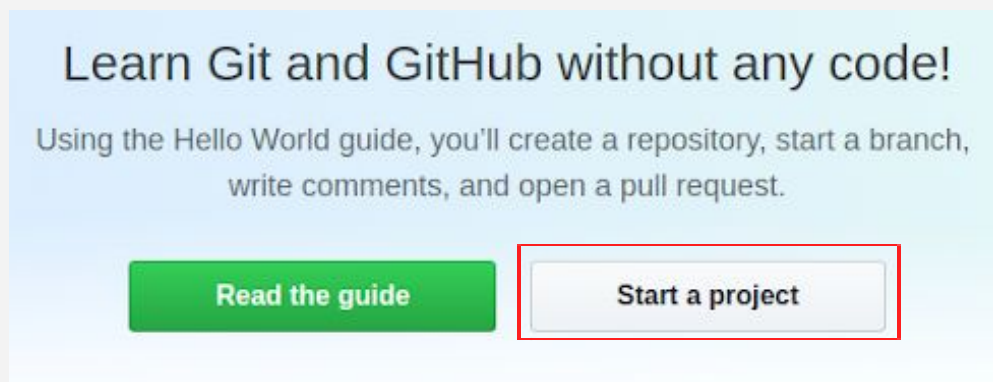 Learn Git and GitHub without any code!
Using the Hello World guide, you'll create a repository, start a branch,
write comments, and open a pull request.
Read the guide
Start a project